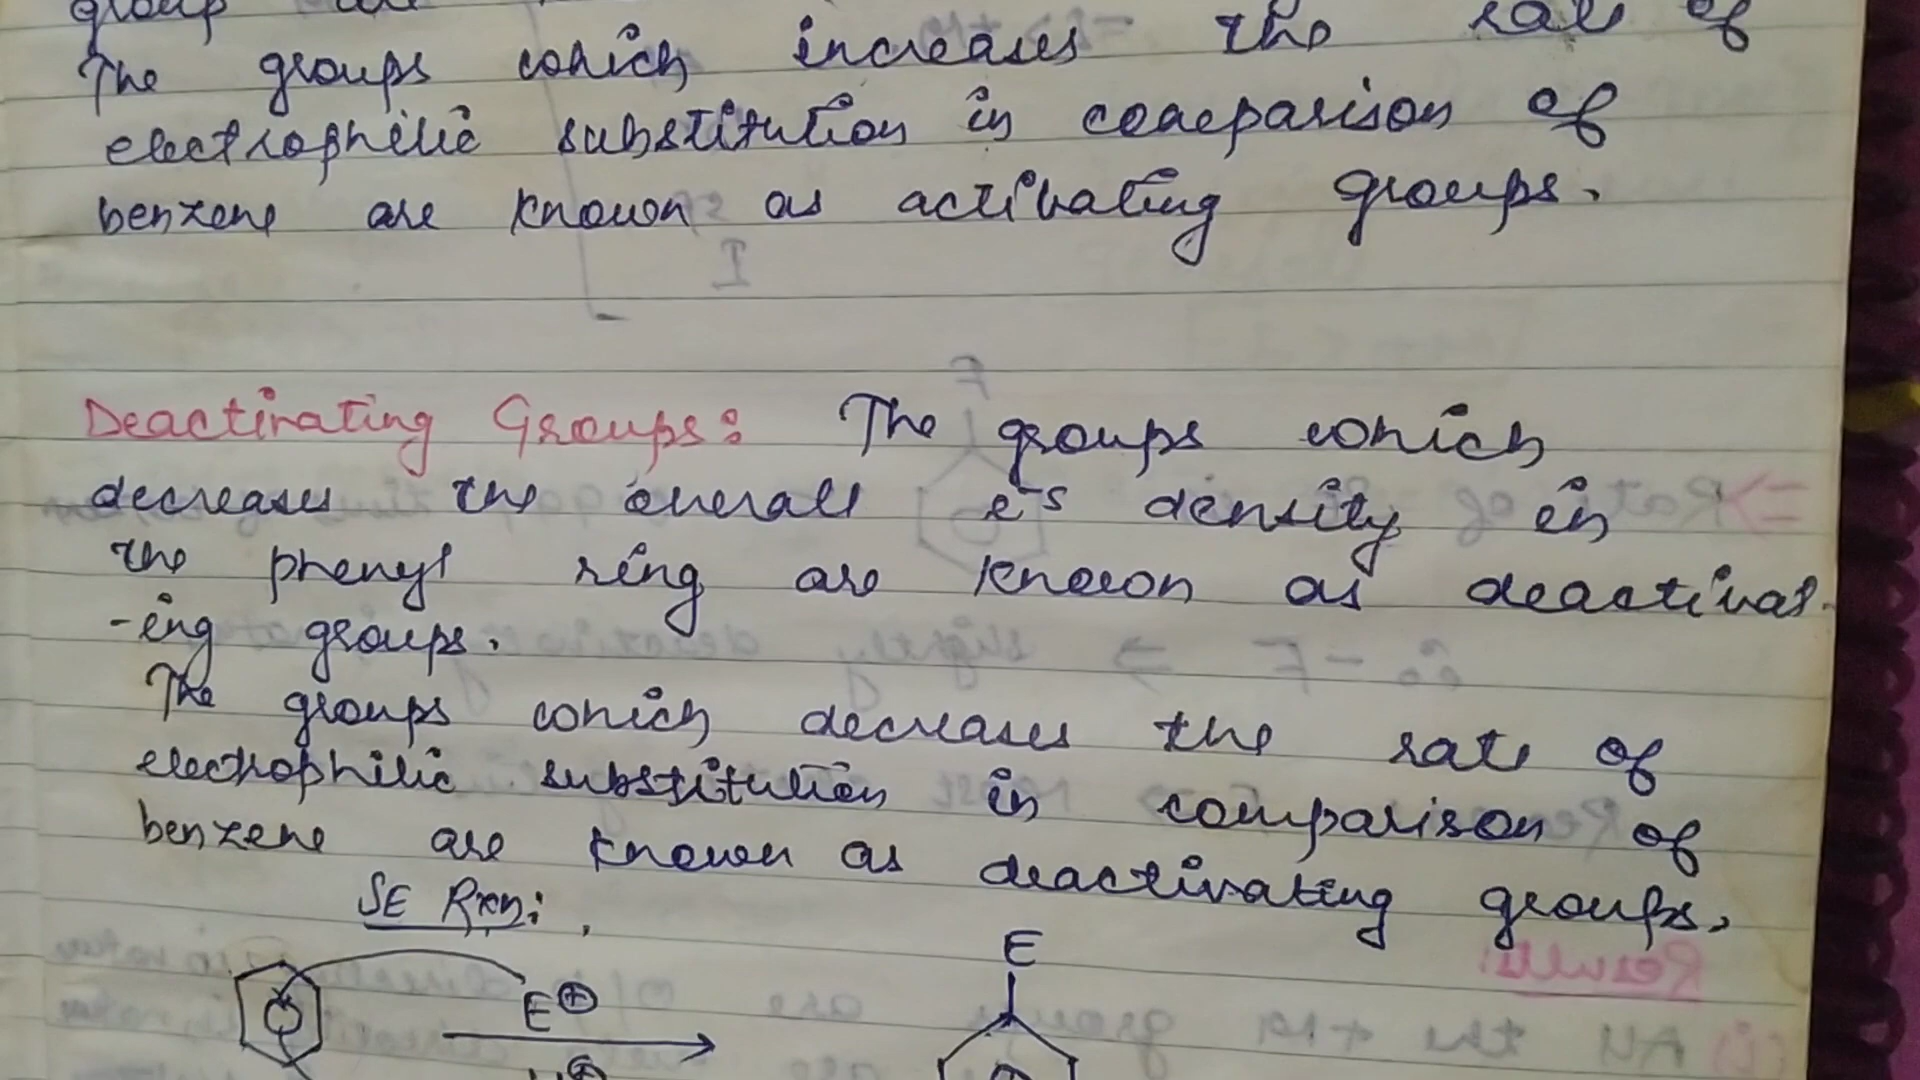 group
The groups which increases the rate of
electrophilic substitution in comparison of
benzene are known as activating groups.
Deactivating Groups: The groups which
decreases the overall e⁻s density in
the phenyl ring are known as deactivat-
-ing groups.
The groups which decreases the rate of
electrophilic substitution in comparison of
benzene are known as deactivating groups.
SE Rxn:
E
E⊕